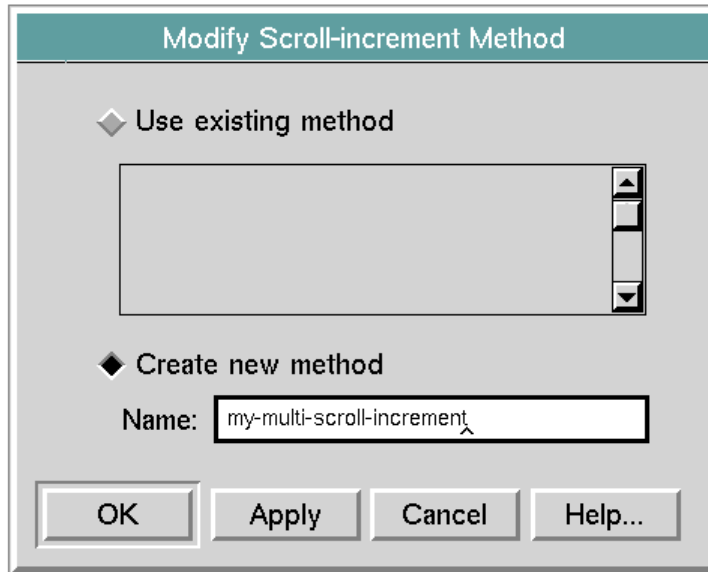 Modify Scroll-increment Method
Use existing method
Create new method
Name: my-multi-scroll-increment
OK Apply Cancel Help...